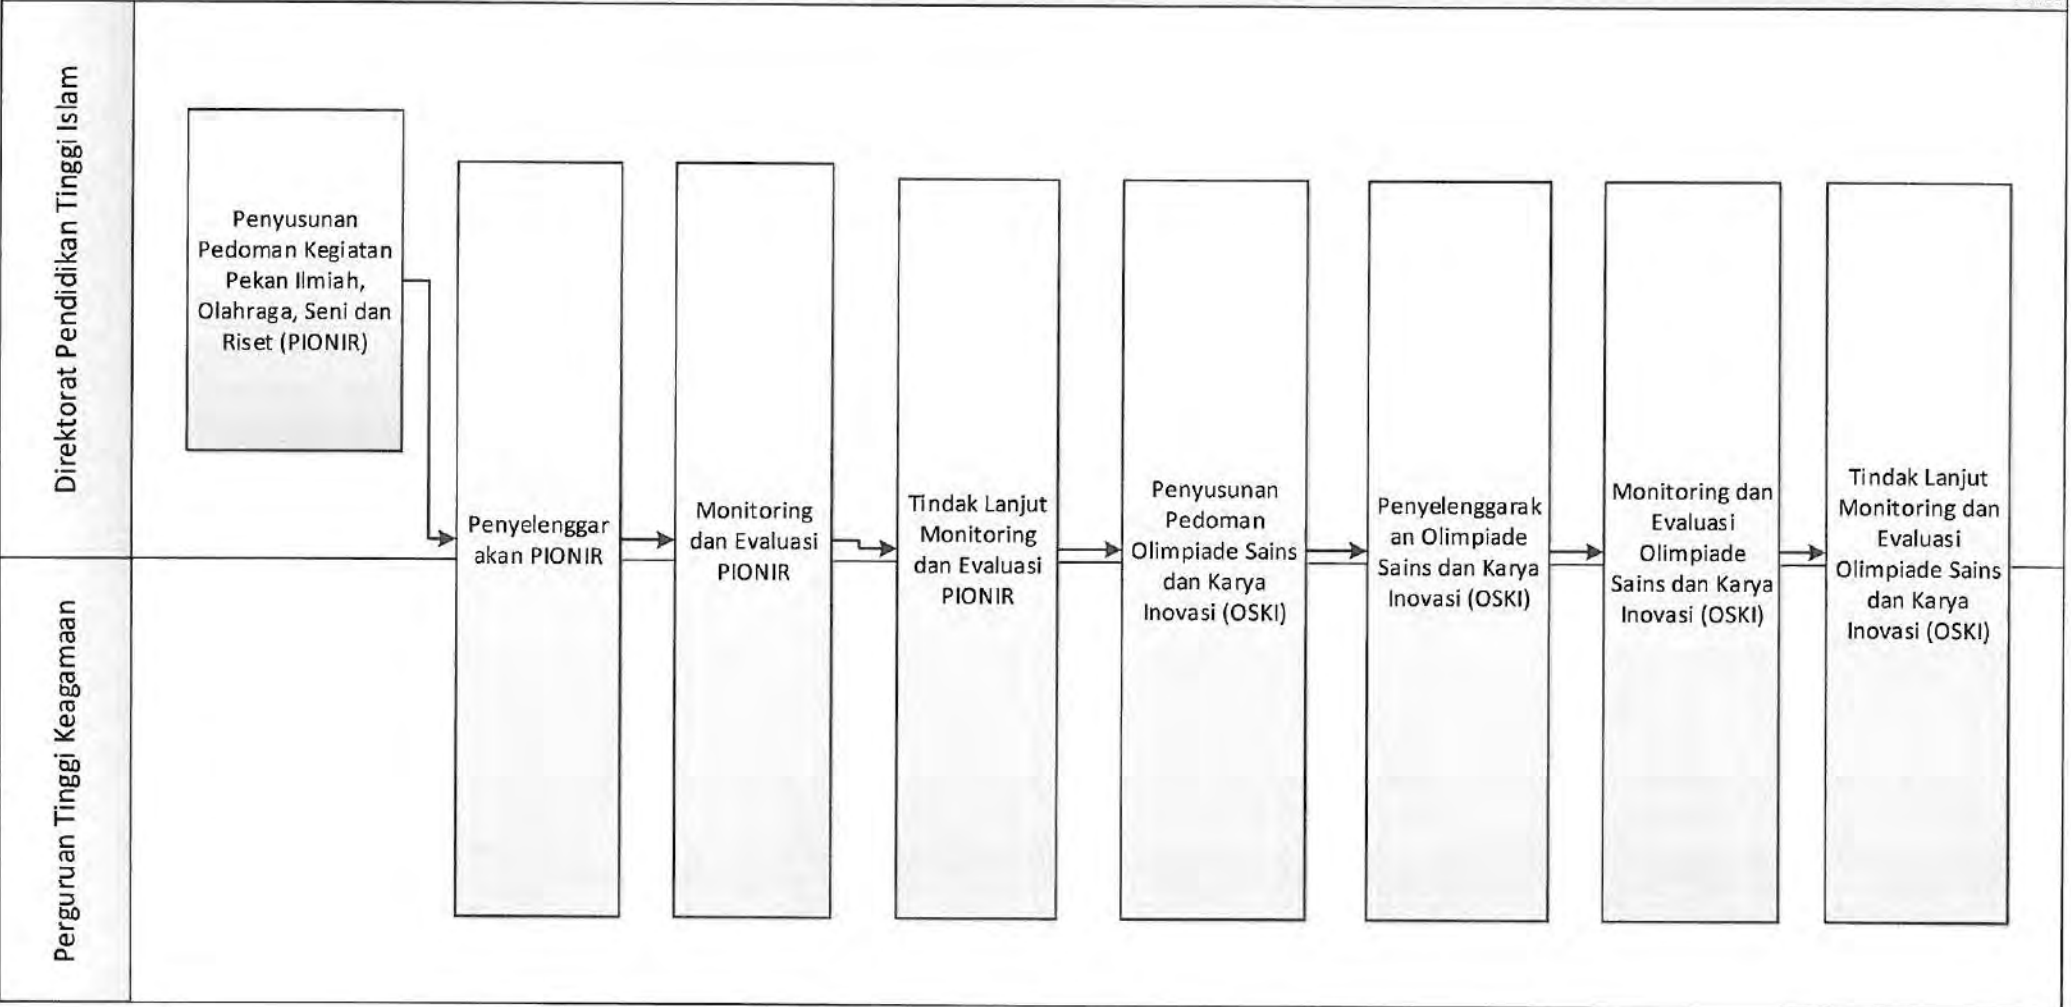 Direktorat Pendidikan Tinggi Islam
Perguruan Tinggi Keagamaan
Penyusunan
Pedoman Kegiatan
Pekan Ilmiah,
Olahraga, Seni dan
Riset (PIONIR)
Penyelenggar
akan PIONIR
Monitoring
dan Evaluasi
PIONIR
Tindak Lanjut
Monitoring
dan Evaluasi
PIONIR
Penyusunan
Pedoman
Olimpiade Sains
dan Karya
Inovasi (OSKI)
Penyelenggarak
an Olimpiade
Sains dan Karya
Inovasi (OSKI)
Monitoring dan
Evaluasi
Olimpiade
Sains dan Karya
Inovasi (OSKI)
Tindak Lanjut
Monitoring dan
Evaluasi
Olimpiade Sains
dan Karya
Inovasi (OSKI)